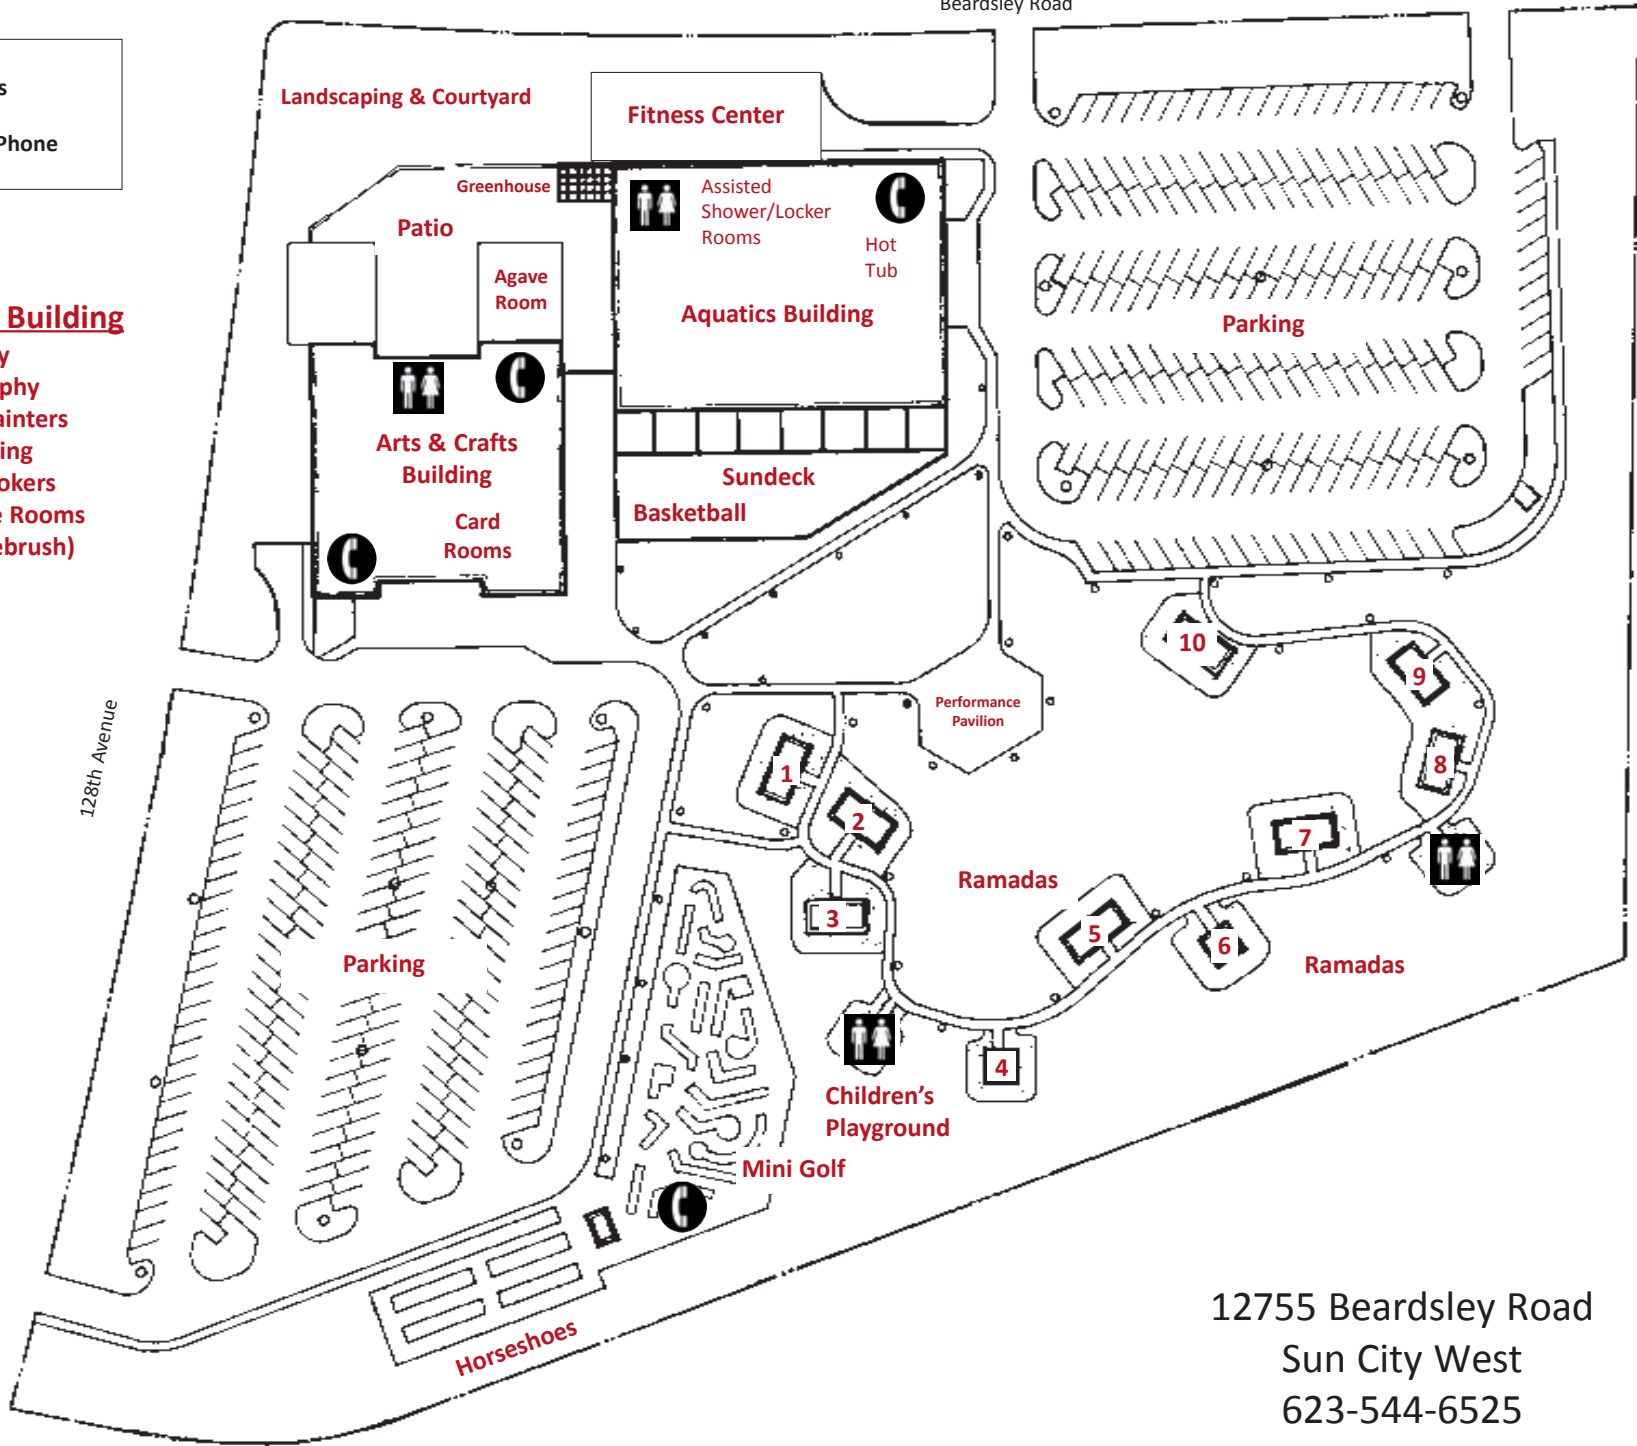 Beardsley Road
s
Phone
Landscaping & Courtyard
Fitness Center
Greenhouse
Assisted
Shower/Locker
Rooms
Patio
Hot
Tub
Agave
Room
Building
y
phy
ainters
ing
okers
e Rooms
ebrush)
Aquatics Building
Parking
Arts & Crafts
Building
Sundeck
Basketball
Card
Rooms
10
9
Performance
Pavilion
128th Avenue
1
8
2
7
Ramadas
3
5
6
Parking
Ramadas
4
Children's
Playground
Mini Golf
Horseshoes
12755 Beardsley Road
Sun City West
623-544-6525